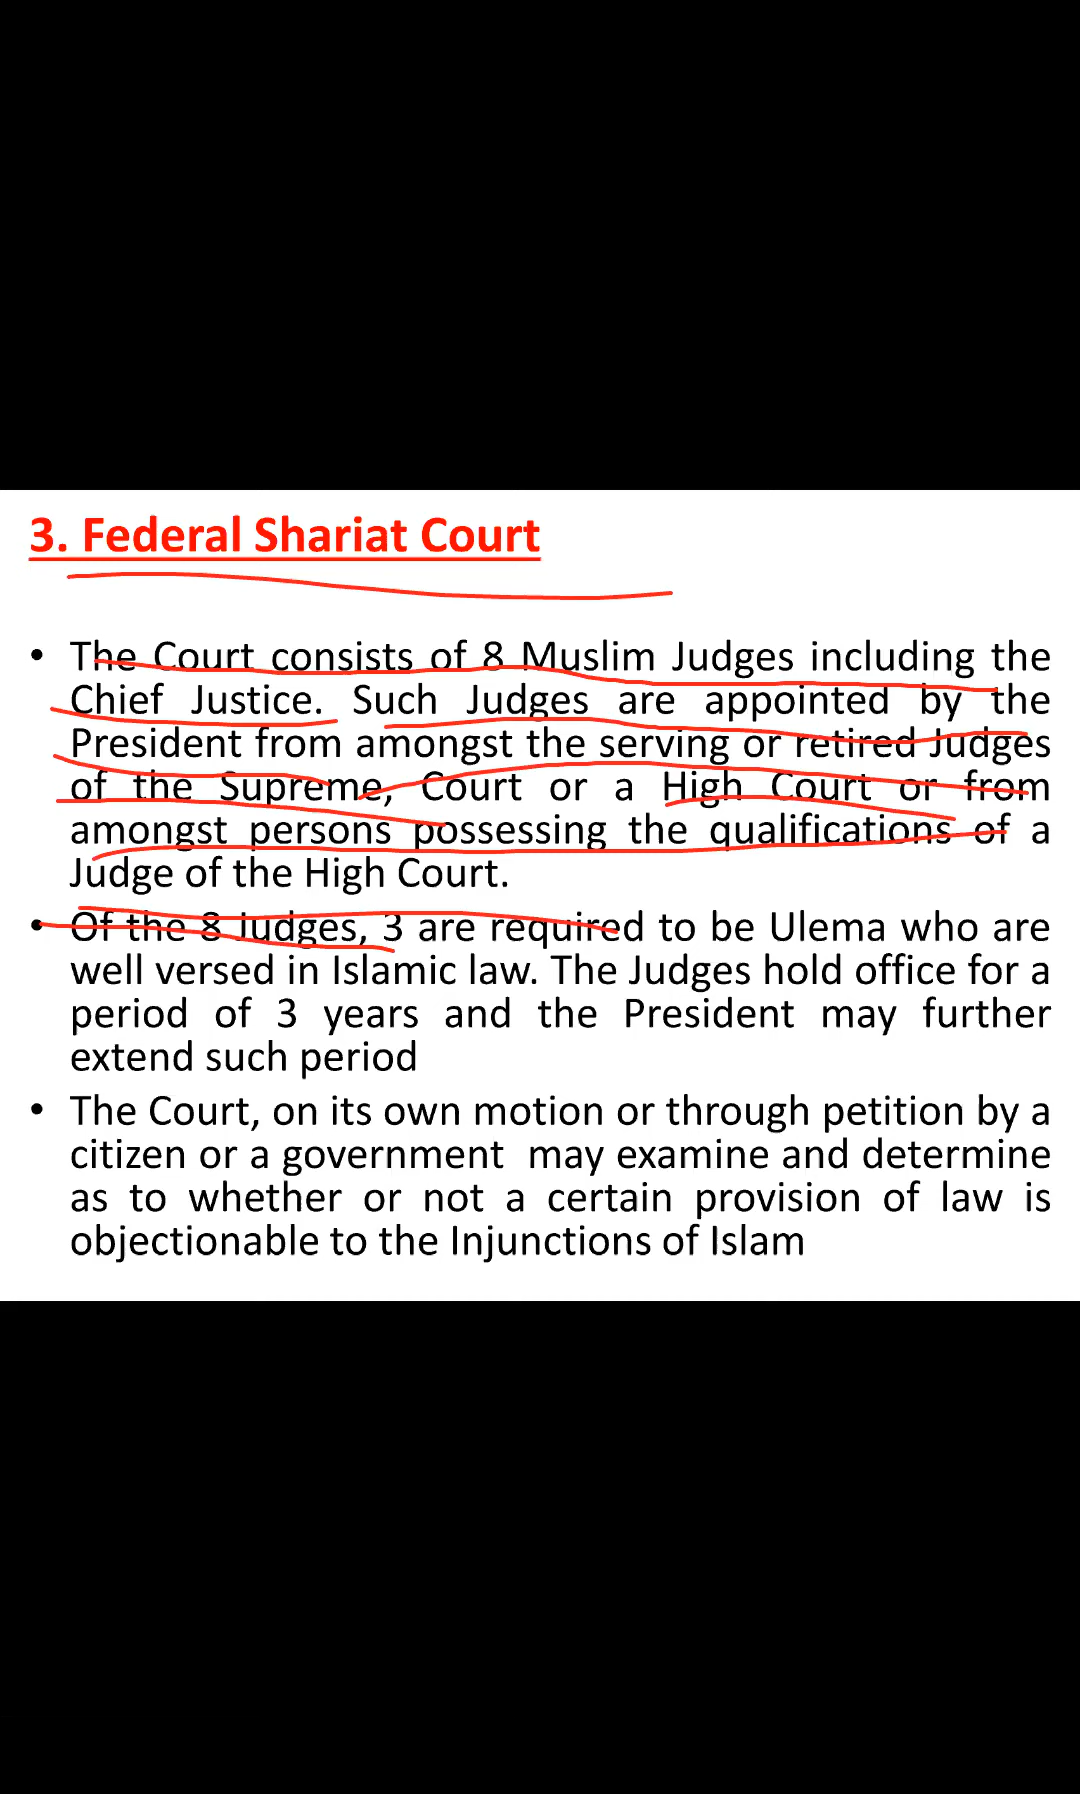 3. Federal Shariat Court
• The Court consists of 8 Muslim Judges including the
Chief Justice. Such Judges are appointed by the
President from amongst the serving or retired Judges
of the Supreme, Court or a High Court or from
amongst persons possessing the qualifications of a
Judge of the High Court.
• Of the 8 Judges, 3 are required to be Ulema who are
well versed in Islamic law. The Judges hold office for a
period of 3 years and the President may further
extend such period
• The Court, on its own motion or through petition by a
citizen or a government may examine and determine
as to whether or not a certain provision of law is
objectionable to the Injunctions of Islam